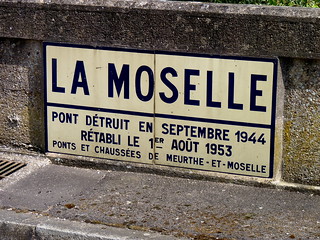 LA MOSELLE
PONT DÉTRUIT EN SEPTEMBRE 1944
RÉTABLI LE 1ER AOÛT 1953
PONTS ET CHAUSSÉES DE MEURTHE-ET-MOSELLE